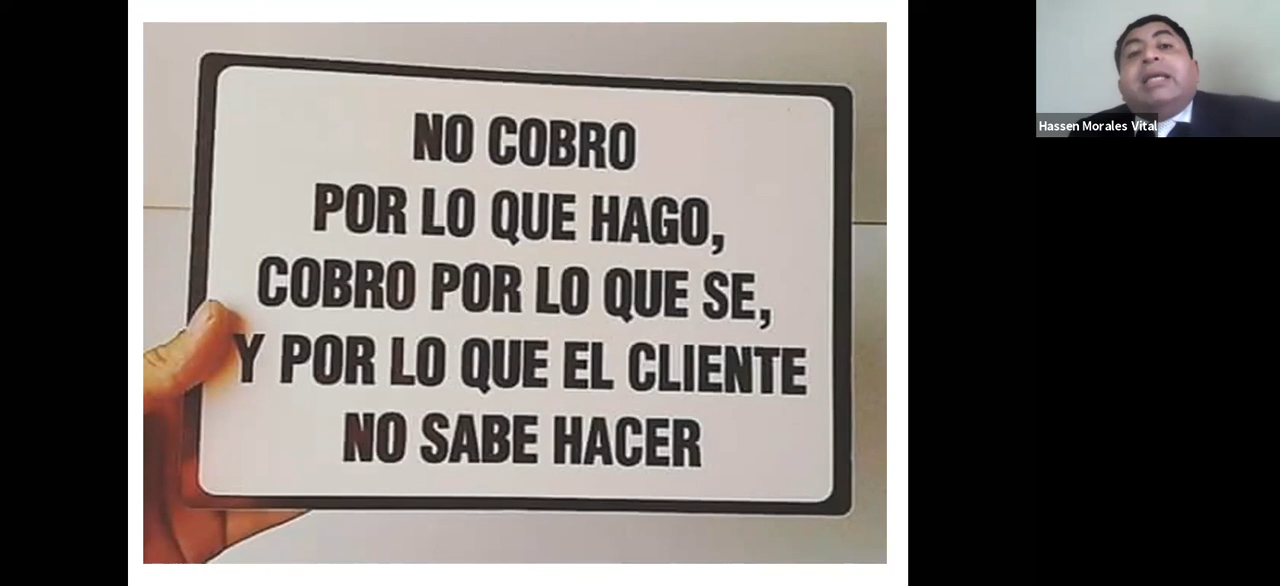 NO COBRO
POR LO QUE HAGO,
COBRO POR LO QUE SE,
Y POR LO QUE EL CLIENTE
NO SABE HACER
Hassen Morales Vital